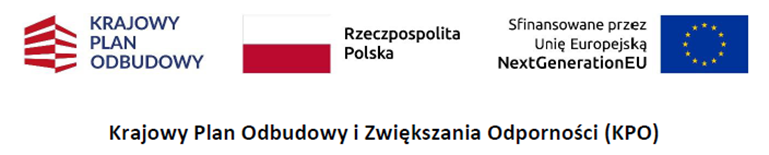 KRAJOWY
PLAN
ODBUDOWY
Rzeczpospolita
Polska
Sfinansowane przez
Unię Europejską
NextGenerationEU
Krajowy Plan Odbudowy i Zwiększania Odporności (KPO)